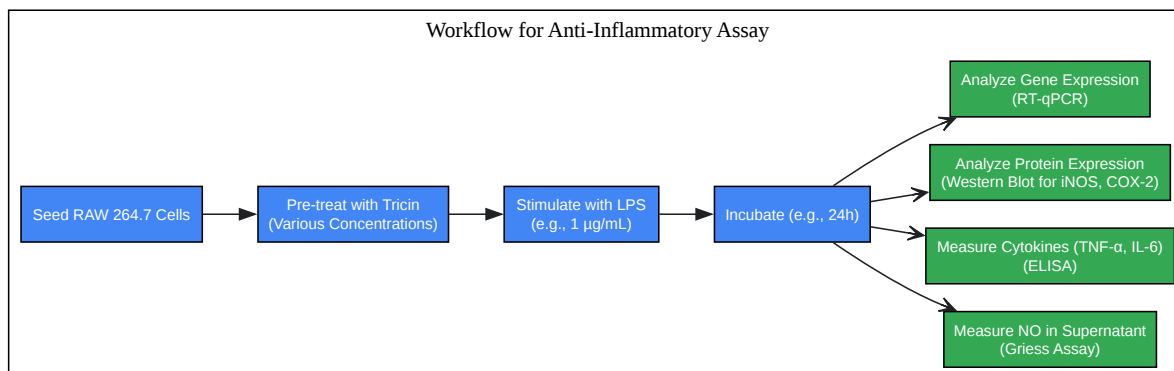 Workflow for Anti-Inflammatory Assay
Seed RAW 264.7 Cells
Pre-treat with Tricin
(Various Concentrations)
Stimulate with LPS
(e.g., 1 µg/mL)
Incubate (e.g., 24h)
Analyze Gene Expression
(RT-qPCR)
Analyze Protein Expression
(Western Blot for iNOS, COX-2)
Measure Cytokines (TNF-α, IL-6)
(ELISA)
Measure NO in Supernatant
(Griess Assay)